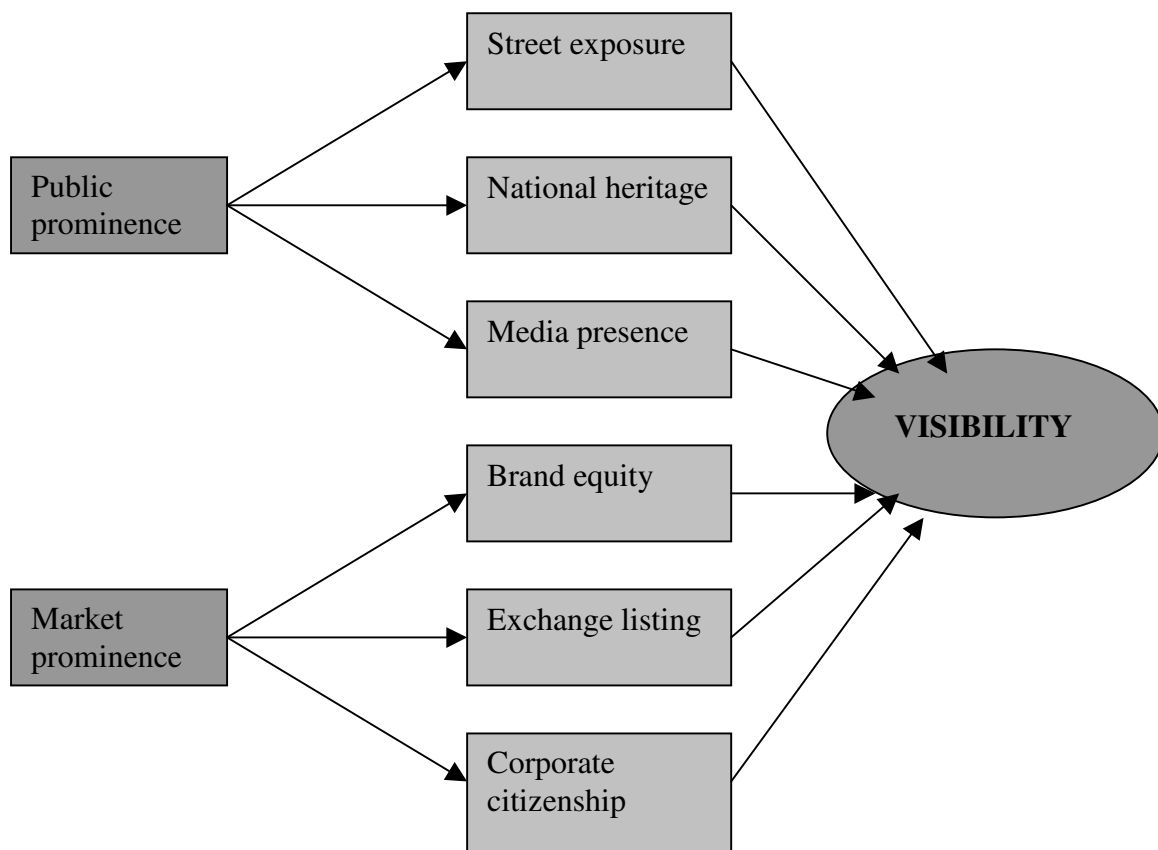 Street exposure
Public
prominence
National heritage
Media presence
VISIBILITY
Brand equity
Market
prominence
Exchange listing
Corporate
citizenship